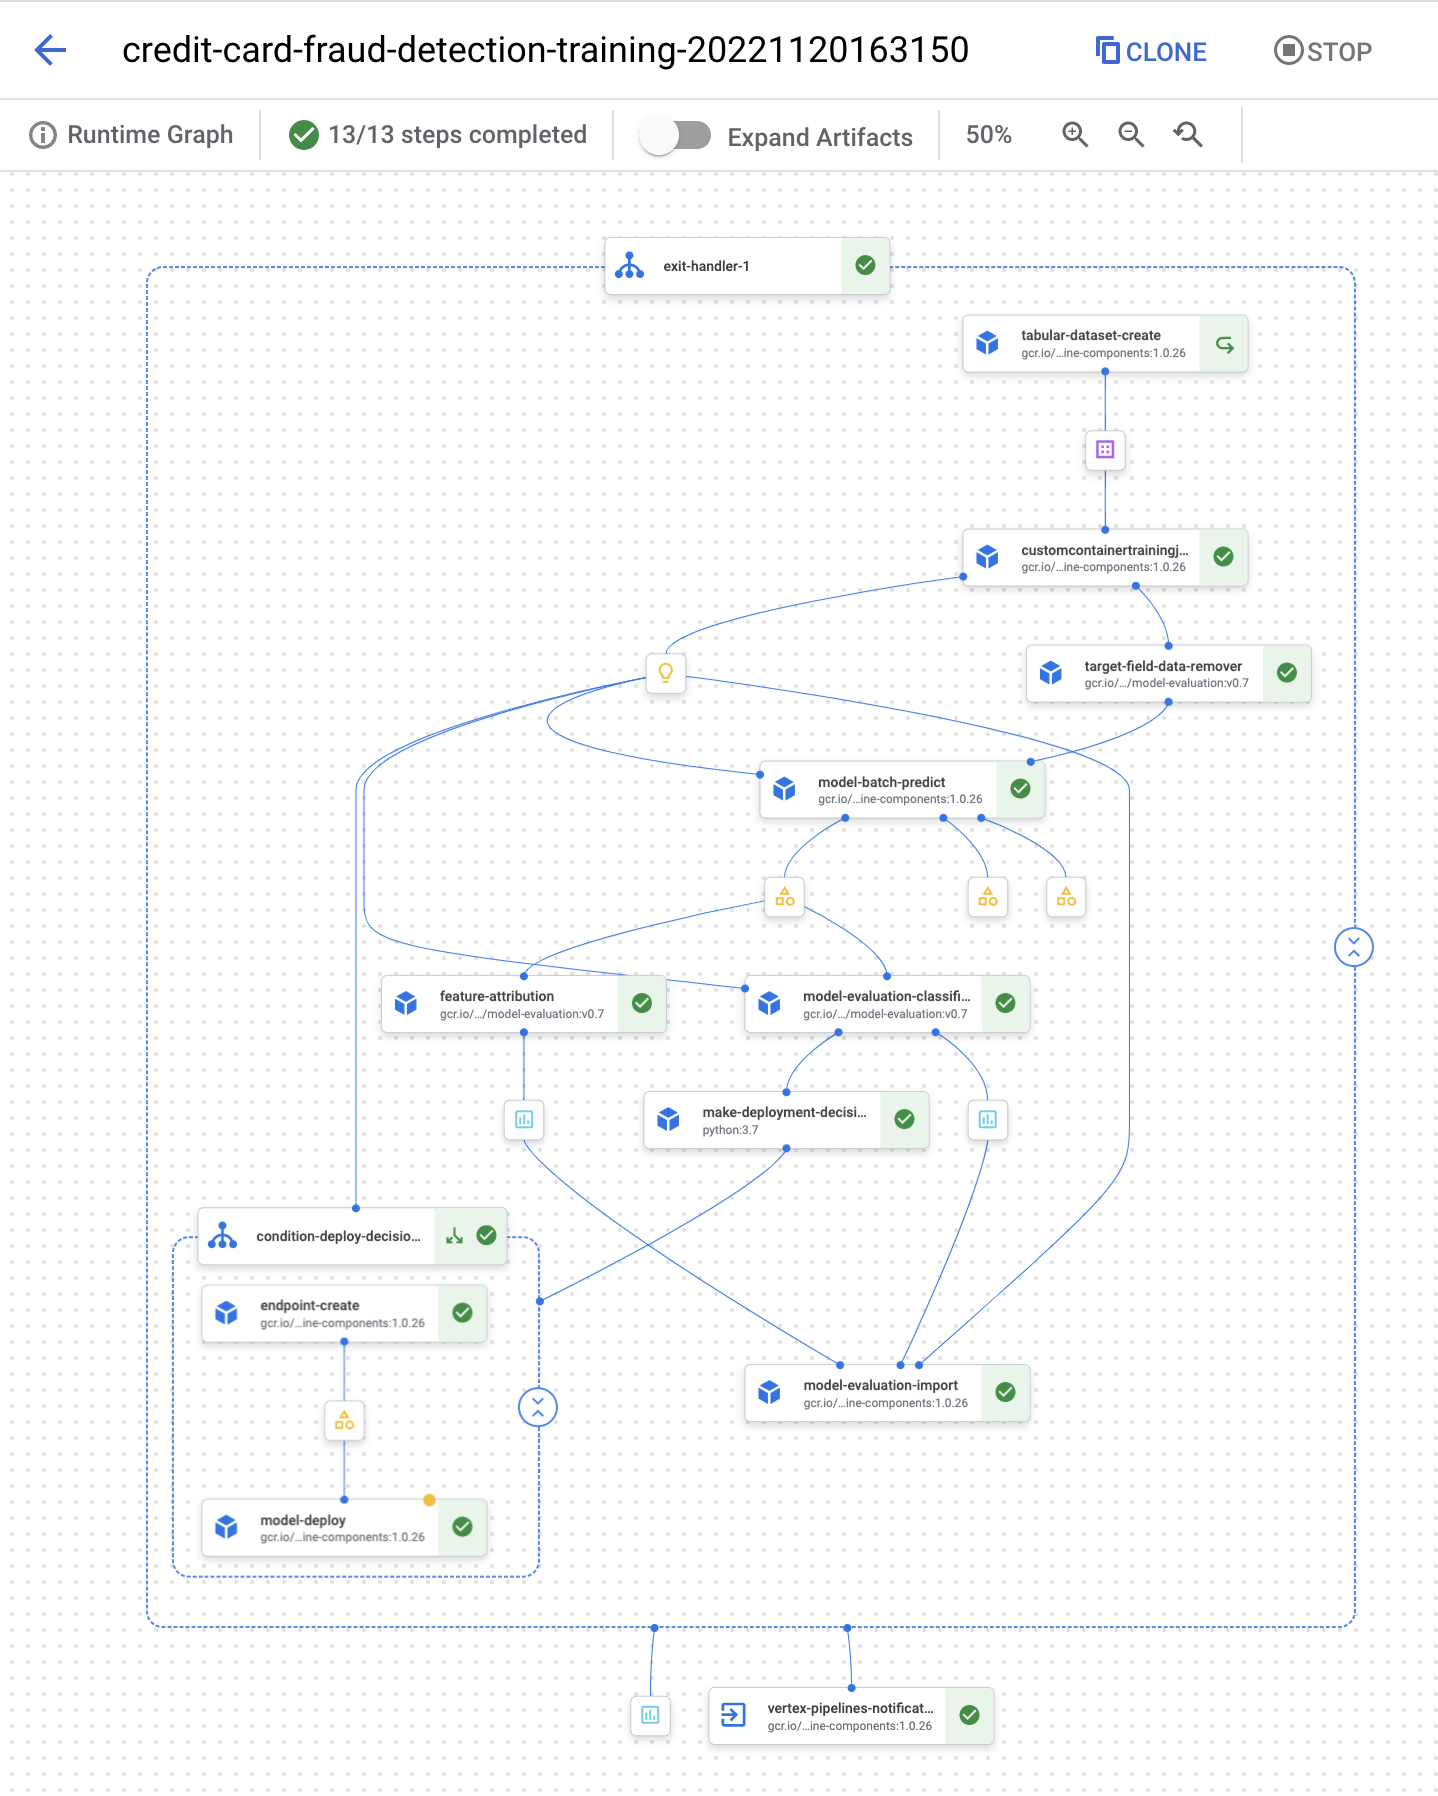 credit-card-fraud-detection-training-20221120163150
CLONE
STOP
Runtime Graph
13/13 steps completed
Expand Artifacts
50%
exit-handler-1
tabular-dataset-create
gcr.io/...ine-components:1.0.26
customcontainertrainingj...
gcr.io/...ine-components:1.0.26
target-field-data-remover
gcr.io/.../model-evaluation:v0.7
model-batch-predict
gcr.io/...ine-components:1.0.26
feature-attribution
gcr.io/.../model-evaluation:v0.7
model-evaluation-classifi...
gcr.io/.../model-evaluation:v0.7
make-deployment-decisi...
python:3.7
condition-deploy-decisio...
endpoint-create
gcr.io/...ine-components:1.0.26
model-evaluation-import
gcr.io/...ine-components:1.0.26
model-deploy
gcr.io/...ine-components:1.0.26
vertex-pipelines-notificat...
gcr.io/...ine-components:1.0.26